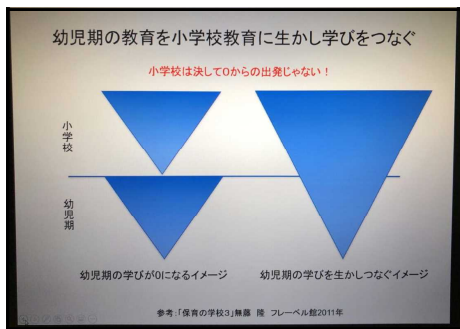 幼児期の教育を小学校教育に生かし学びをつなぐ
小学校は決して0からの出発じゃない！
小学校
幼児期
幼児期の学びが0になるイメージ
幼児期の学びを生かしつなぐイメージ
参考：「保育の学校3」無藤　隆　フレーベル館2011年